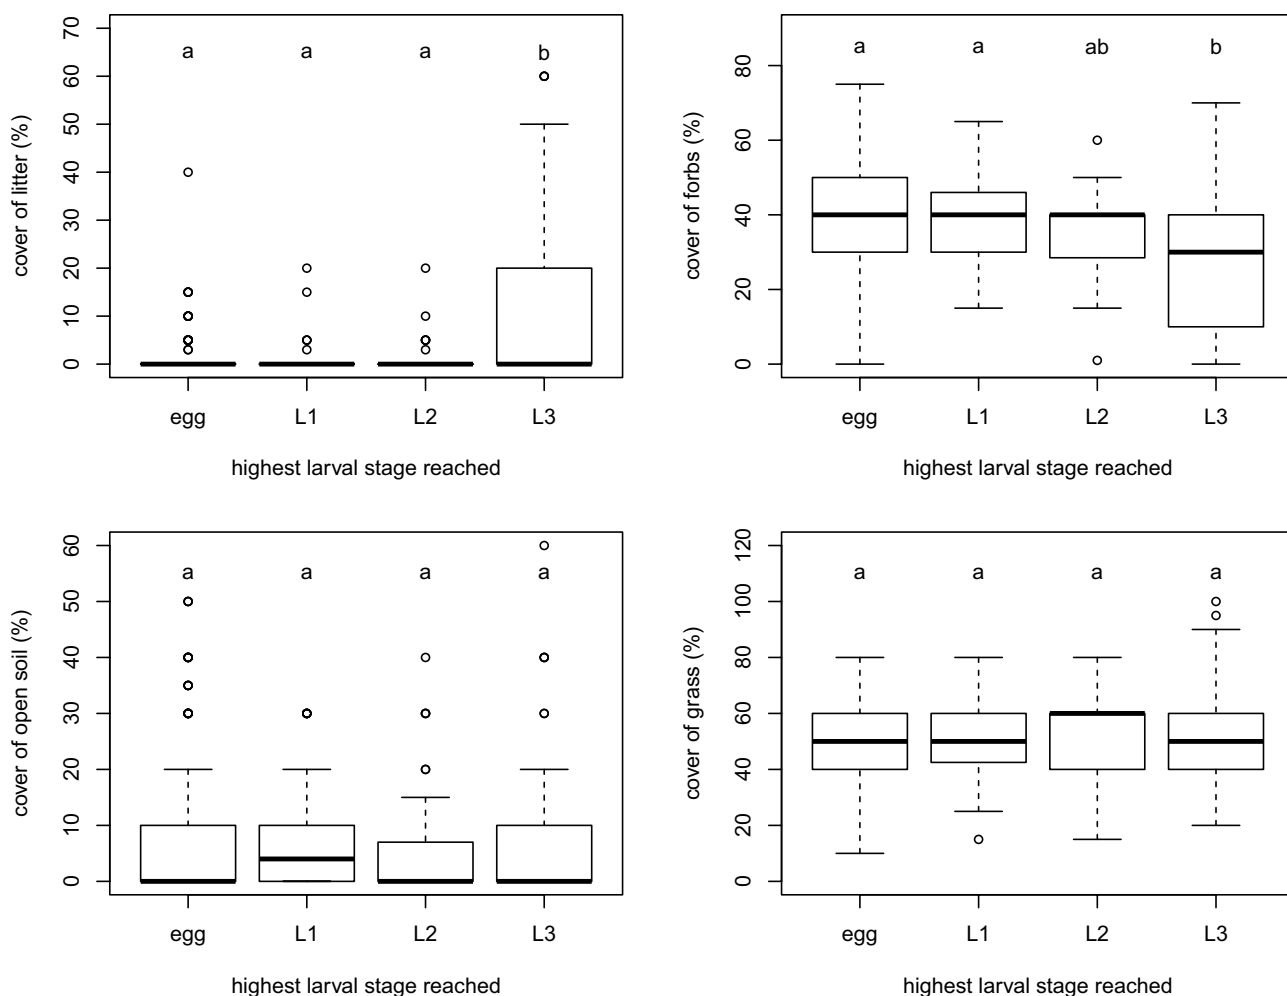 cover of litter (%)
70
60
50
40
30
20
10
0
a a a b
egg L1 L2 L3
highest larval stage reached
cover of forbs (%)
80
60
40
20
0
a a ab b
egg L1 L2 L3
highest larval stage reached
cover of open soil (%)
60
50
40
30
20
10
0
a a a a
egg L1 L2 L3
highest larval stage reached
cover of grass (%)
120
100
80
60
40
20
0
a a a a
egg L1 L2 L3
highest larval stage reached